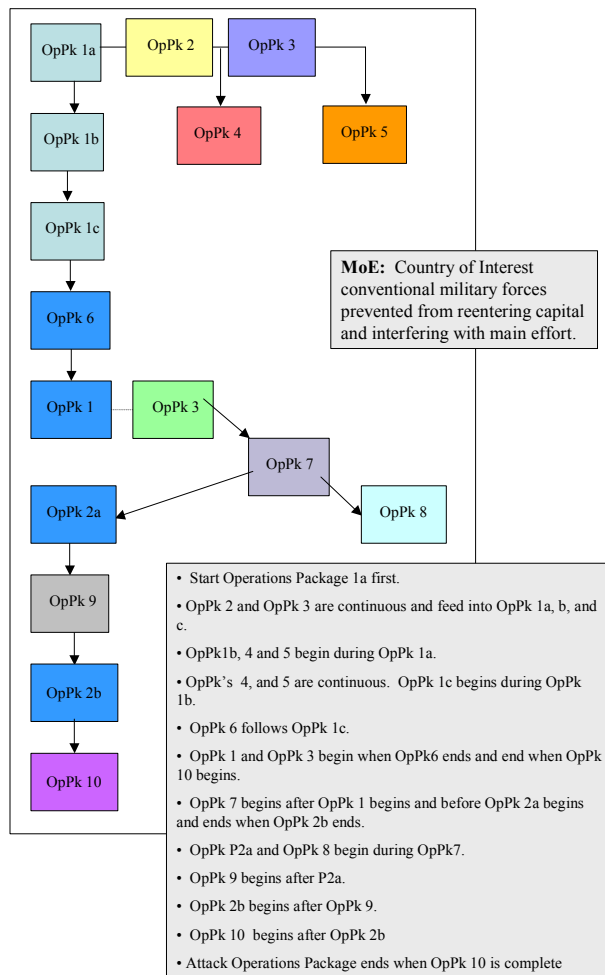 OpPk 1a
OpPk 2
OpPk 3
OpPk 1b
OpPk 4
OpPk 5
OpPk 1c
MoE: Country of Interest
conventional military forces
prevented from reentering capital
and interfering with main effort.
OpPk 6
OpPk 1
OpPk 3
OpPk 7
OpPk 2a
OpPk 8
OpPk 9
OpPk 2b
OpPk 10
• Start Operations Package 1a first.
• OpPk 2 and OpPk 3 are continuous and feed into OpPk 1a, b, and
c.
• OpPk1b, 4 and 5 begin during OpPk 1a.
• OpPk's 4, and 5 are continuous. OpPk 1c begins during OpPk
1b.
• OpPk 6 follows OpPk 1c.
• OpPk 1 and OpPk 3 begin when OpPk6 ends and end when OpPk
10 begins.
• OpPk 7 begins after OpPk 1 begins and before OpPk 2a begins
and ends when OpPk 2b ends.
• OpPk P2a and OpPk 8 begin during OpPk7.
• OpPk 9 begins after P2a.
• OpPk 2b begins after OpPk 9.
• OpPk 10 begins after OpPk 2b
• Attack Operations Package ends when OpPk 10 is complete